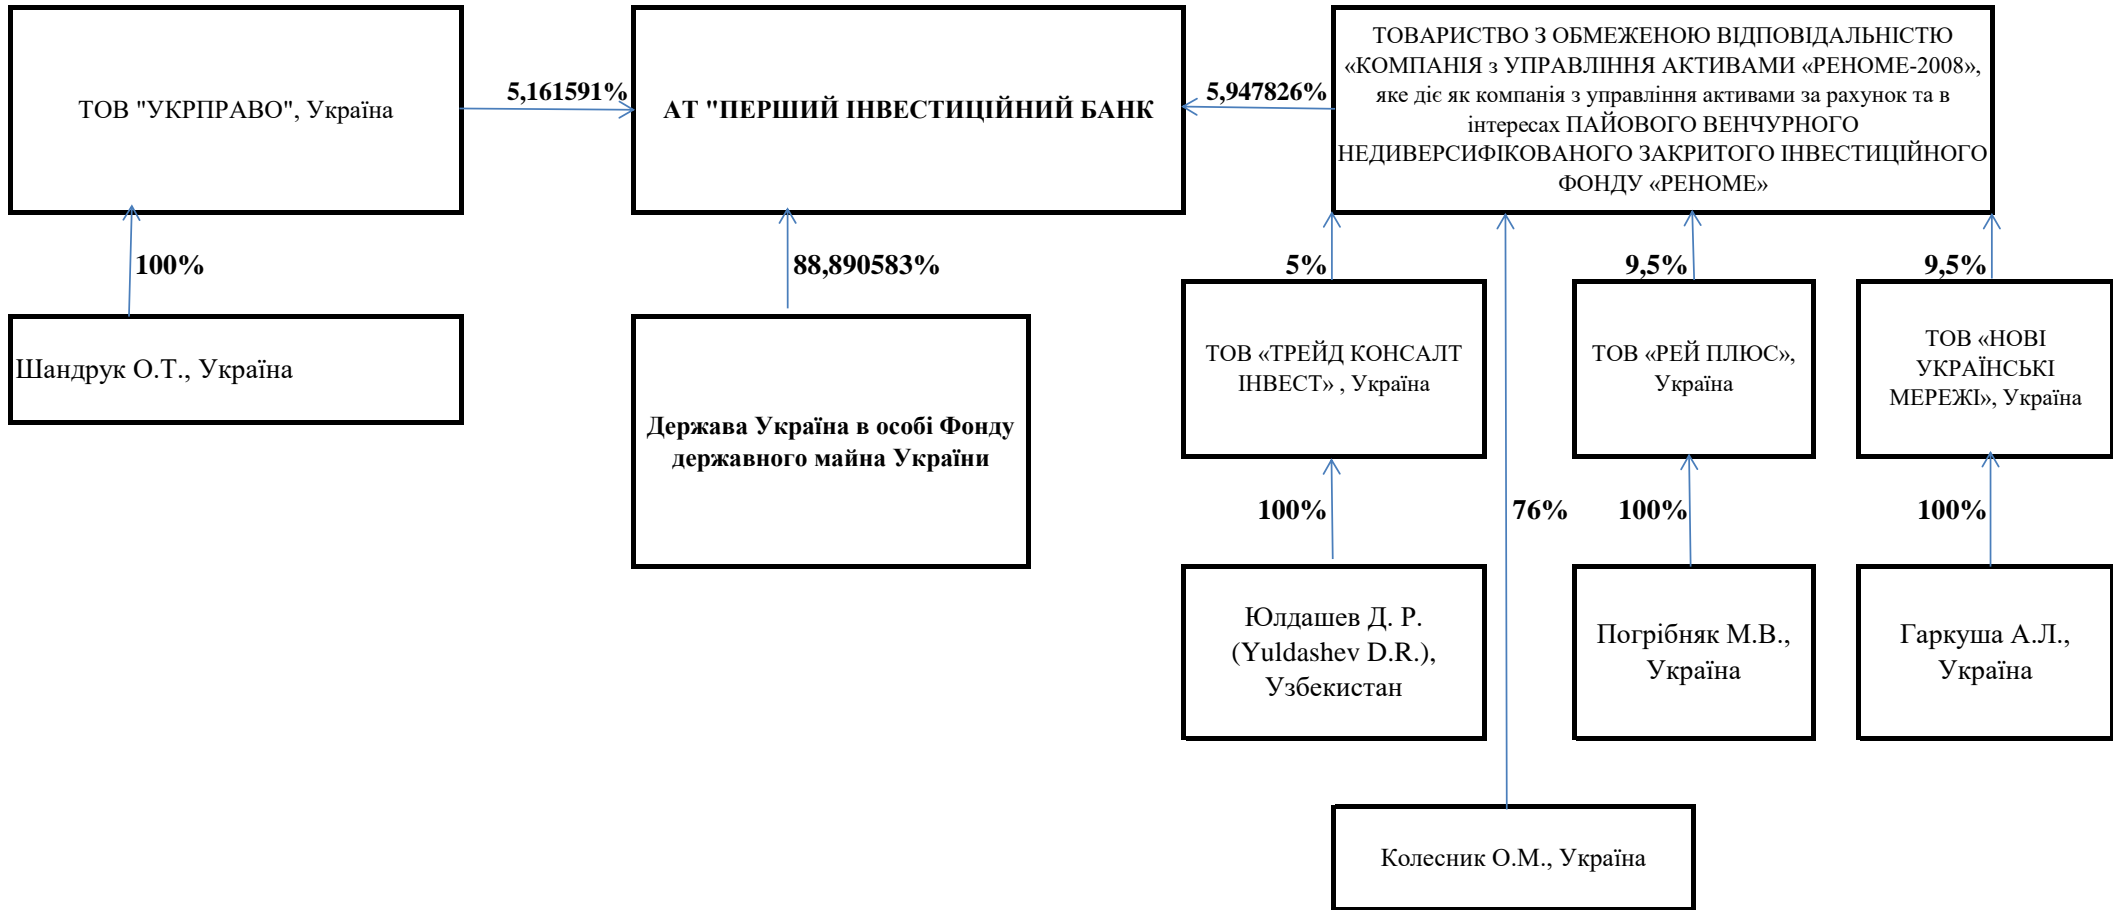 ТОВ "УКРПРАВО", Україна
5,161591%
АТ "ПЕРШИЙ ІНВЕСТИЦІЙНИЙ БАНК
5,947826%
ТОВАРИСТВО З ОБМЕЖЕНОЮ ВІДПОВІДАЛЬНІСТЮ
«КОМПАНІЯ з УПРАВЛІННЯ АКТИВАМИ «РЕНОМЕ-2008»,
яке діє як компанія з управління активами за рахунок та в
інтересах ПАЙОВОГО ВЕНЧУРНОГО
НЕДИВЕРСИФІКОВАНОГО ЗАКРИТОГО ІНВЕСТИЦІЙНОГО
ФОНДУ «РЕНОМЕ»
100%
88,890583%
5%
9,5%
9,5%
Шандрук О.Т., Україна
Держава Україна в особі Фонду
державного майна України
ТОВ «ТРЕЙД КОНСАЛТ
ІНВЕСТ» , Україна
ТОВ «РЕЙ ПЛЮС»,
Україна
ТОВ «НОВІ
УКРАЇНСЬКІ
МЕРЕЖІ», Україна
100%
76%
100%
100%
Юлдашев Д. Р.
(Yuldashev D.R.),
Узбекистан
Погрібняк М.В.,
Україна
Гаркуша А.Л.,
Україна
Колесник О.М., Україна